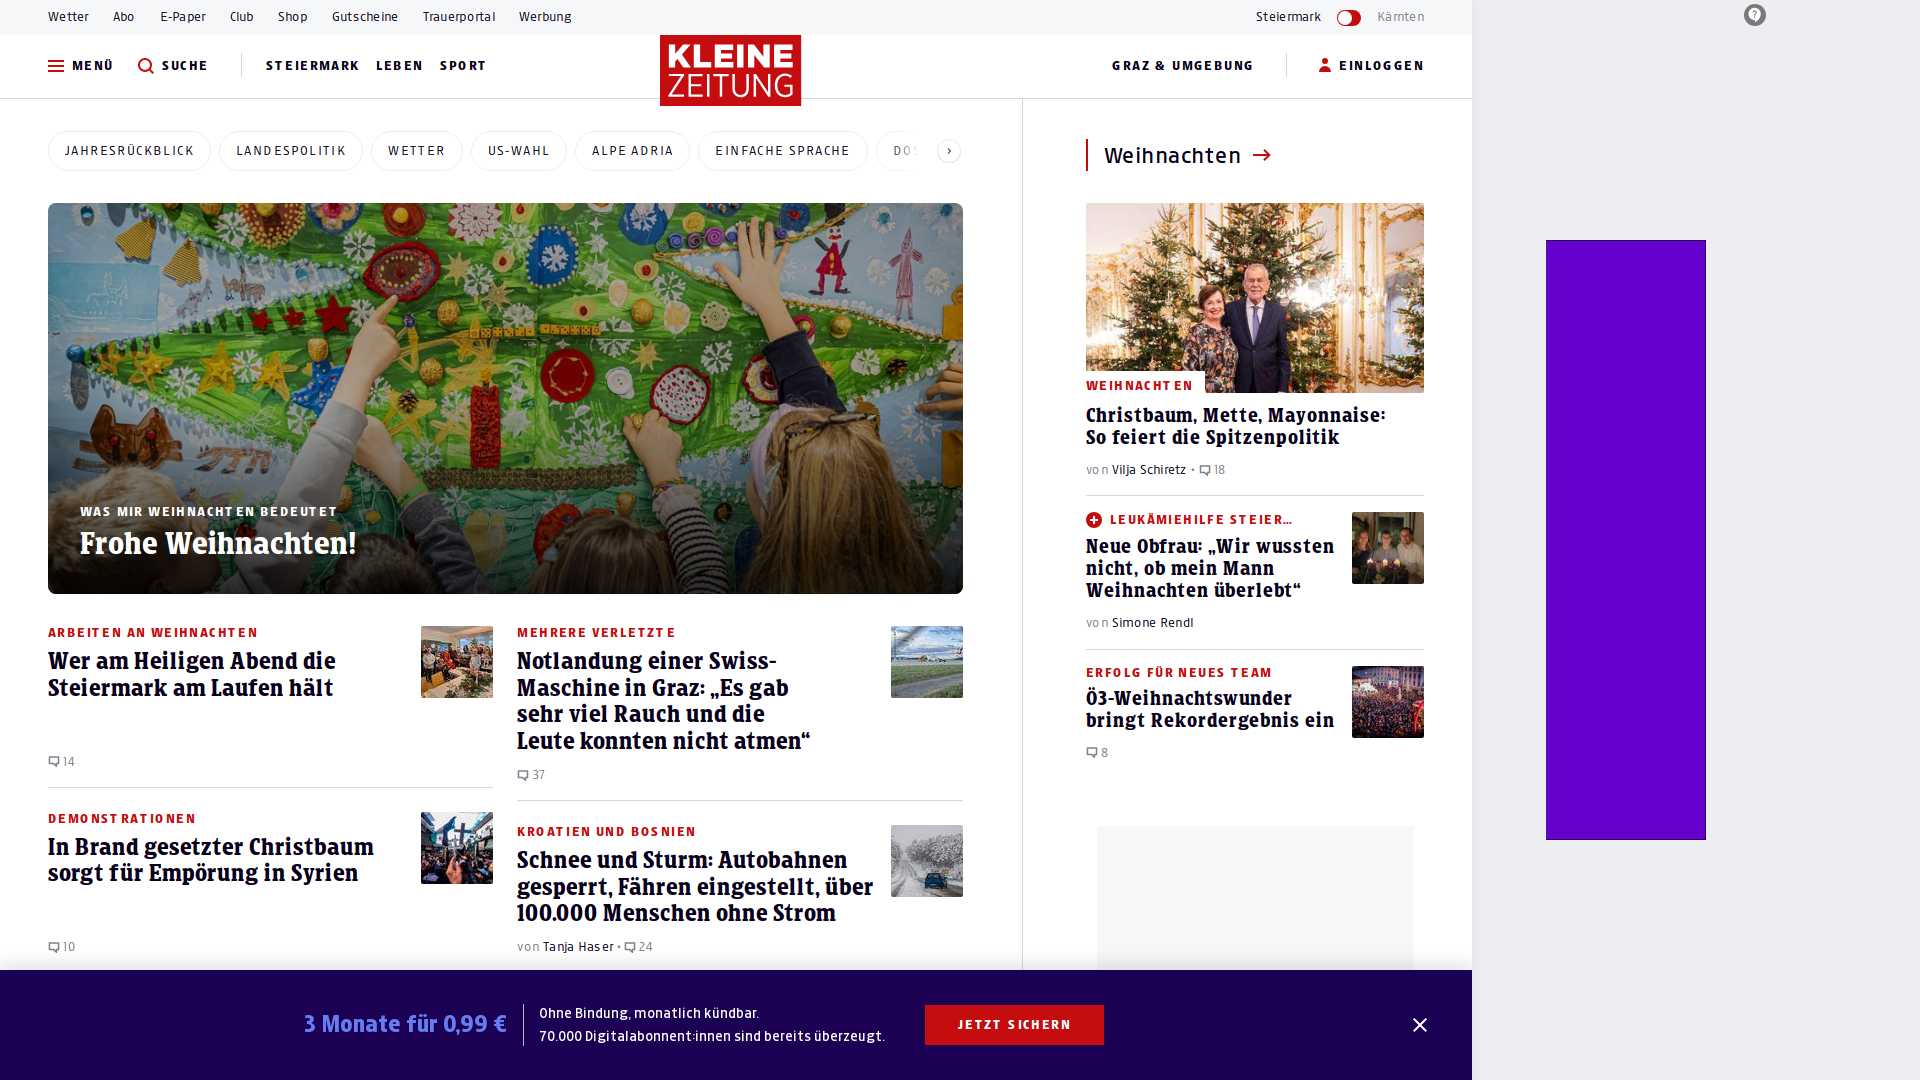 Wetter Abo E-Paper Club Shop Gutscheine Trauerportal Werbung
Steiermark Kärnten
MENÜ SUCHE STEIERMARK LEBEN SPORT
KLEINE
ZEITUNG
GRAZ & UMGEBUNG EINLOGGEN
JAHRESRÜCKBLICK LANDESPOLITIK WETTER US-WAHL ALPE ADRIA EINFACHE SPRACHE
WAS MIR WEIHNACHTEN BEDEUTET
Frohe Weihnachten!
ARBEITEN AN WEIHNACHTEN
Wer am Heiligen Abend die
Steiermark am Laufen hält
14
DEMONSTRATIONEN
In Brand gesetzter Christbaum
sorgt für Empörung in Syrien
10
MEHRERE VERLETZTE
Notlandung einer Swiss-
Maschine in Graz: „Es gab
sehr viel Rauch und die
Leute konnten nicht atmen“
37
KROATIEN UND BOSNIEN
Schnee und Sturm: Autobahnen
gesperrt, Fähren eingestellt, über
100.000 Menschen ohne Strom
von Tanja Haser • 24
Weihnachten
WEIHNACHTEN
Christbaum, Mette, Mayonnaise:
So feiert die Spitzenpolitik
von Vilja Schiretz • 18
LEUKÄMIEHILFE STEIER…
Neue Obfrau: „Wir wussten
nicht, ob mein Mann
Weihnachten überlebt“
von Simone Rendl
ERFOLG FÜR NEUES TEAM
Ö3-Weihnachtswunder
bringt Rekordergebnis ein
8
3 Monate für 0,99 €
Ohne Bindung, monatlich kündbar.
70.000 Digitalabonnent:innen sind bereits überzeugt.
JETZT SICHERN